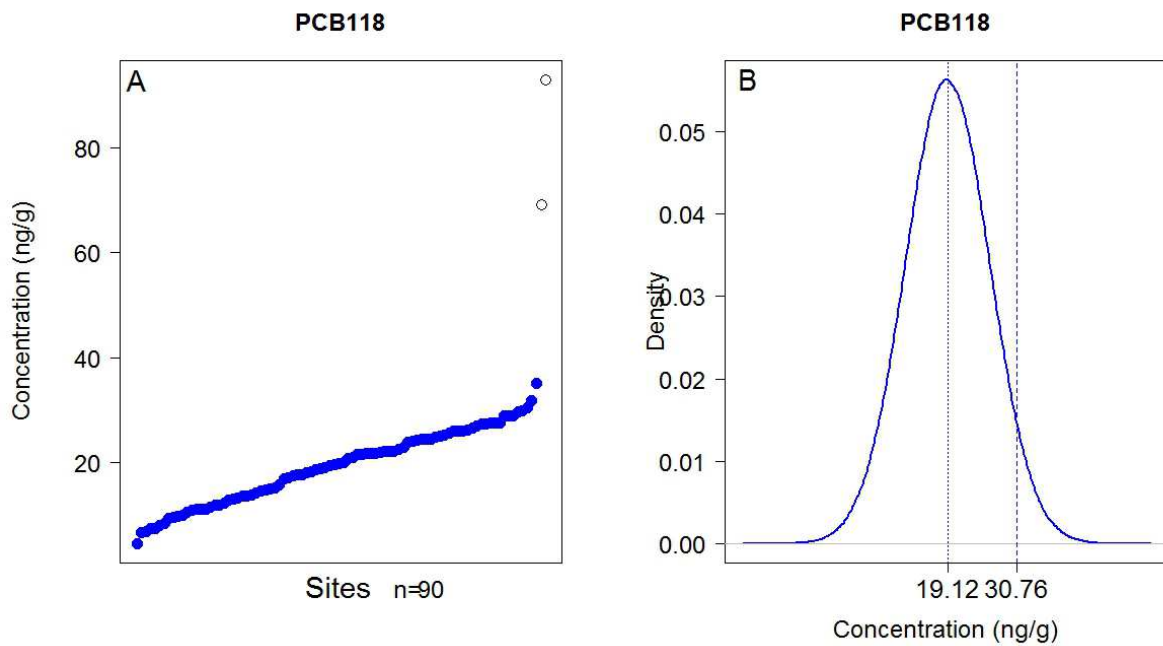 PCB118
A
80
60
40
20
Concentration (ng/g)
Sites n=90
PCB118
B
0.05
0.04
0.03
0.02
0.01
0.00
Density
19.12 30.76
Concentration (ng/g)